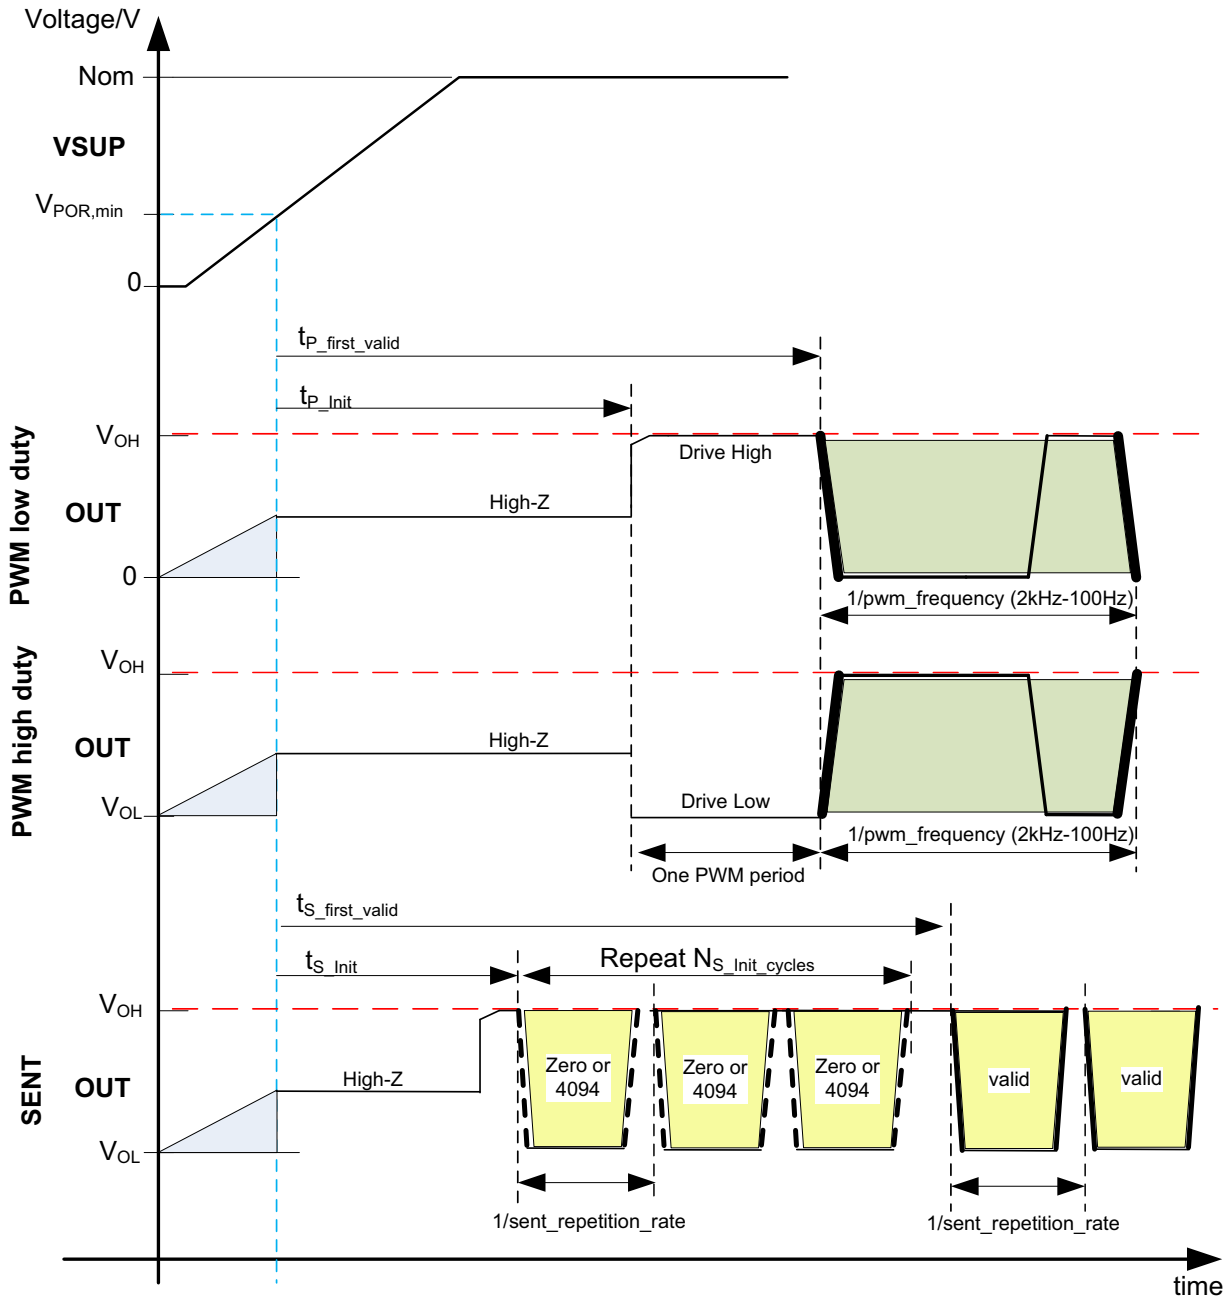 Voltage/V
Nom
VSUP
VPOR,min
0
tP_first_valid
tP_Init
VOH
Drive High
High-Z
PWM low duty
OUT
0
1/pwm_frequency (2kHz-100Hz)
VOH
PWM high duty
OUT
High-Z
VOL
Drive Low
1/pwm_frequency (2kHz-100Hz)
One PWM period
tS_first_valid
tS_Init
Repeat NS_Init_cycles
VOH
SENT
OUT
High-Z
Zero or
4094
Zero or
4094
Zero or
4094
valid
valid
VOL
1/sent_repetition_rate
1/sent_repetition_rate
time